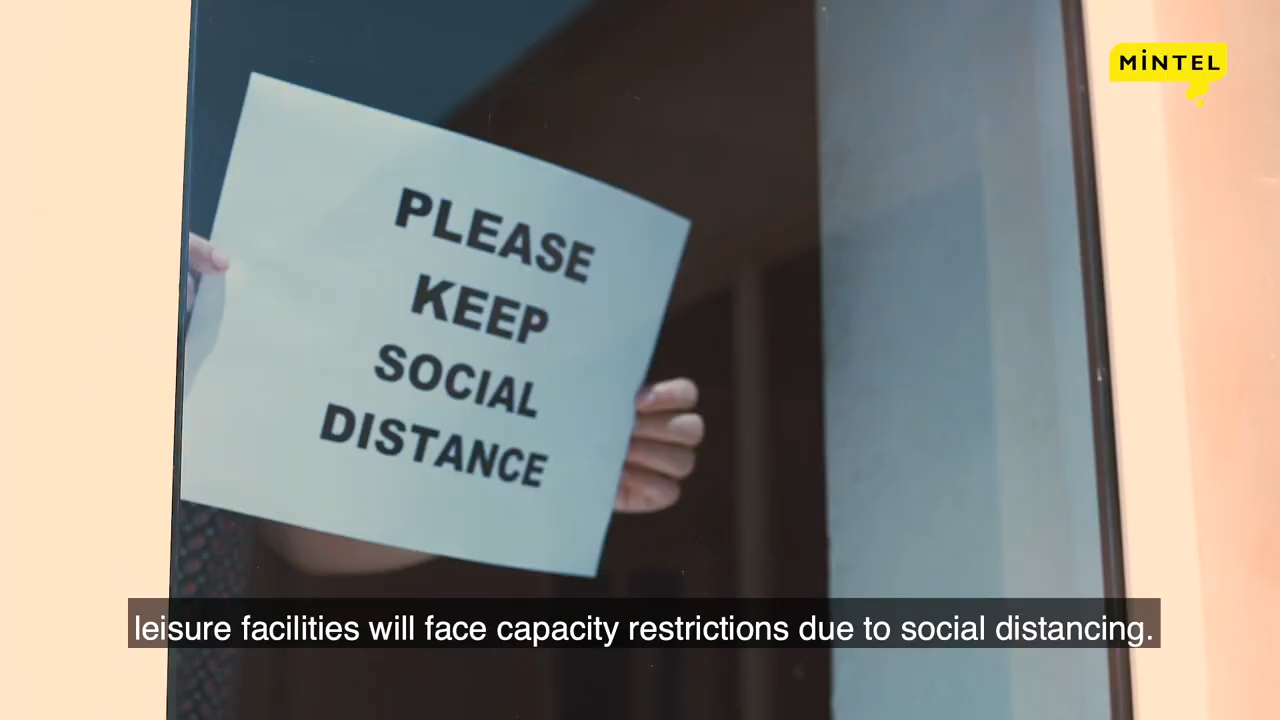 MiNTEL
PLEASE
KEEP
SOCIAL
DISTANCE
leisure facilities will face capacity restrictions due to social distancing.